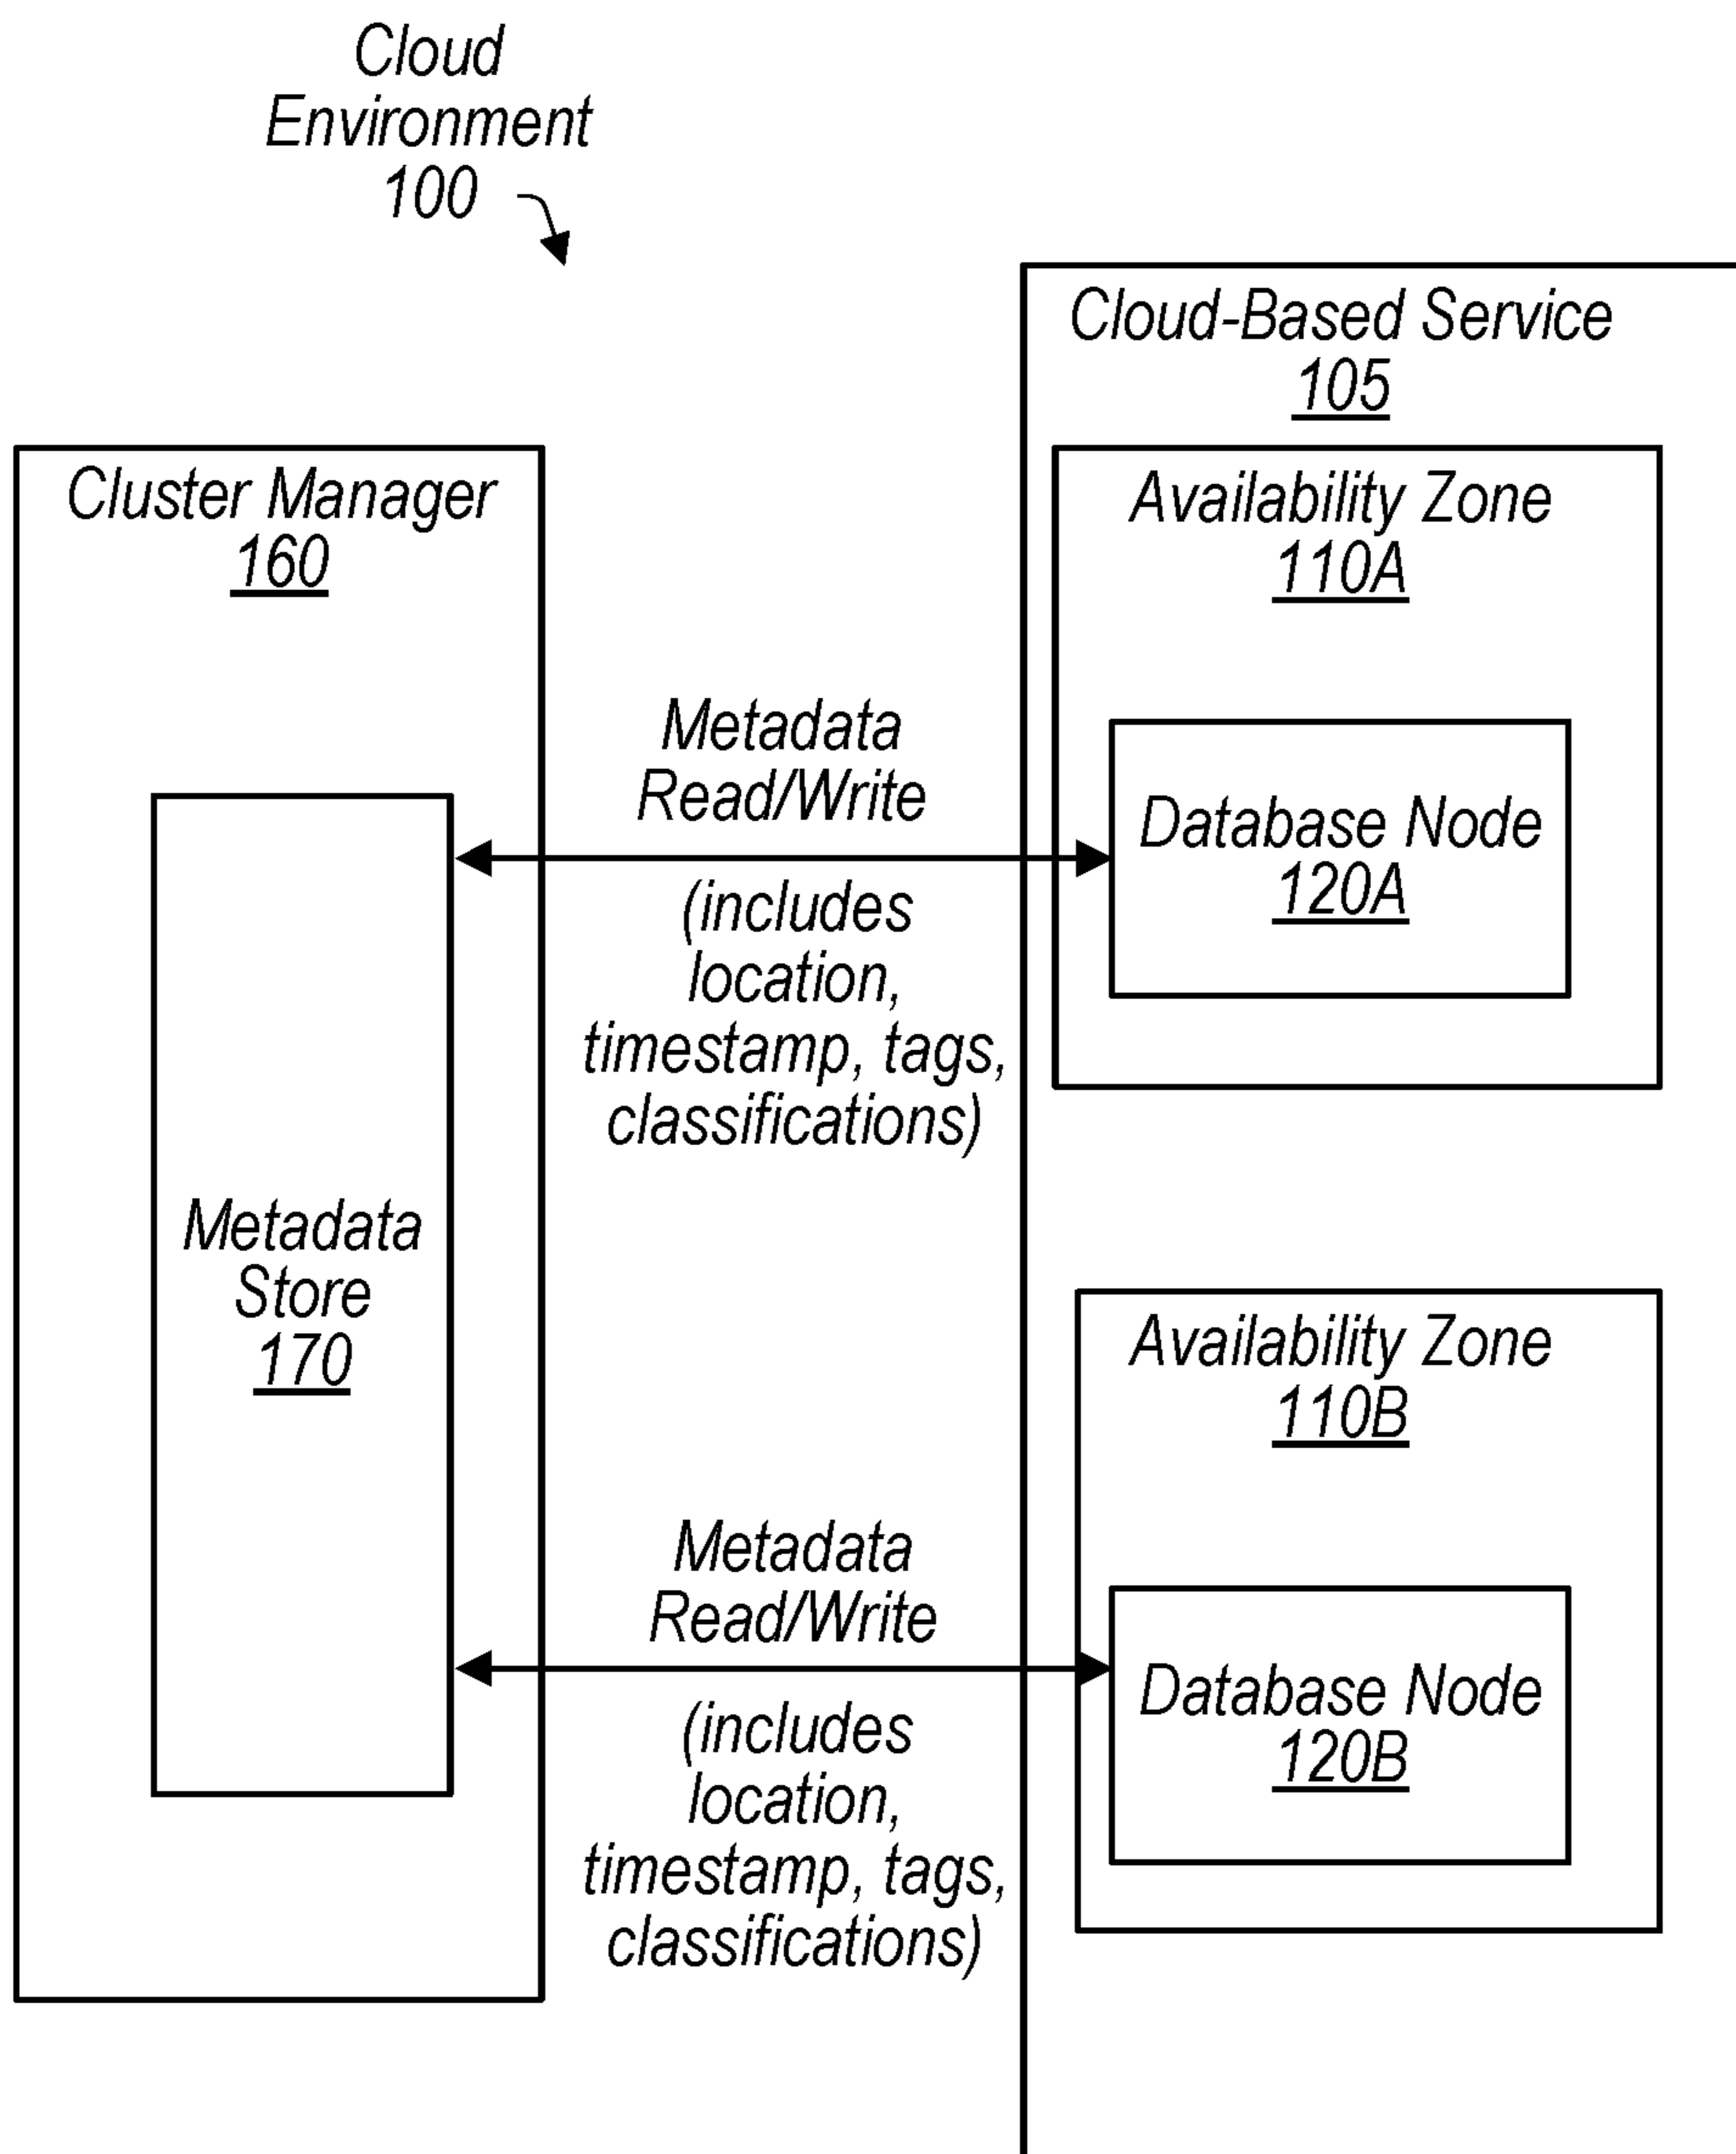 Cloud
Environment
100
Cloud-Based Service
105
Cluster Manager
160
Availability Zone
110A
Metadata
Read/Write
(includes
location,
timestamp, tags,
classifications)
Database Node
120A
Metadata
Store
170
Availability Zone
110B
Metadata
Read/Write
(includes
location,
timestamp, tags,
classifications)
Database Node
120B